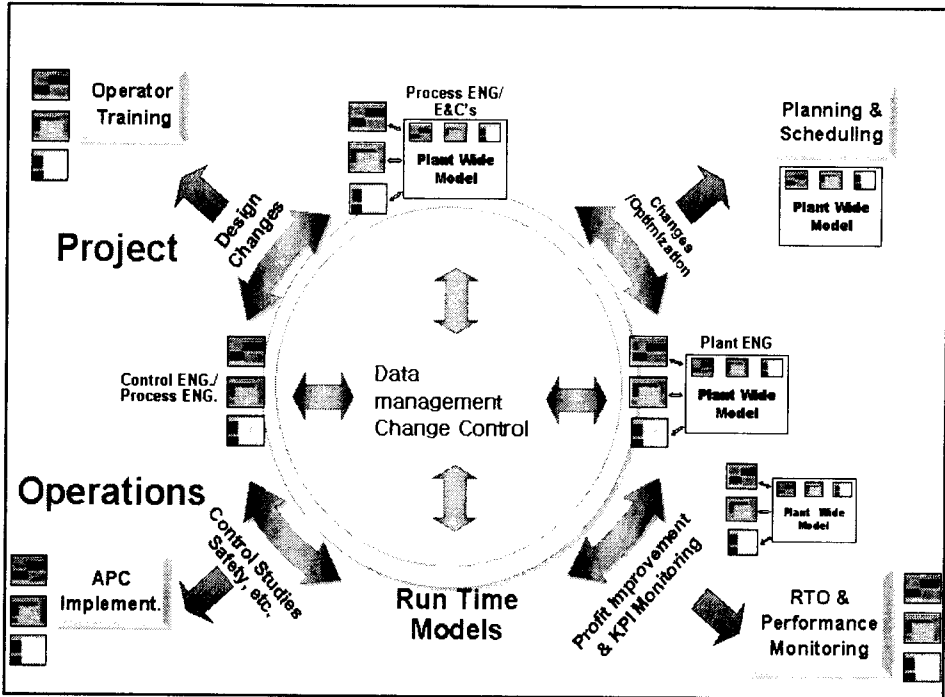 Operator
Training
Process ENG/
E&C's
Plant Wide
Model
Planning &
Scheduling
Plant Wide
Model
Design
Changes
Changes
/Optimization
Project
Control ENG./
Process ENG.
Data
management
Change Control
Plant ENG
Plant Wide
Model
Operations
Control Studies
Safety, etc.
Profit Improvement
& KPI Monitoring
Plant Wide
Model
APC
Implement.
Run Time
Models
RTO &
Performance
Monitoring